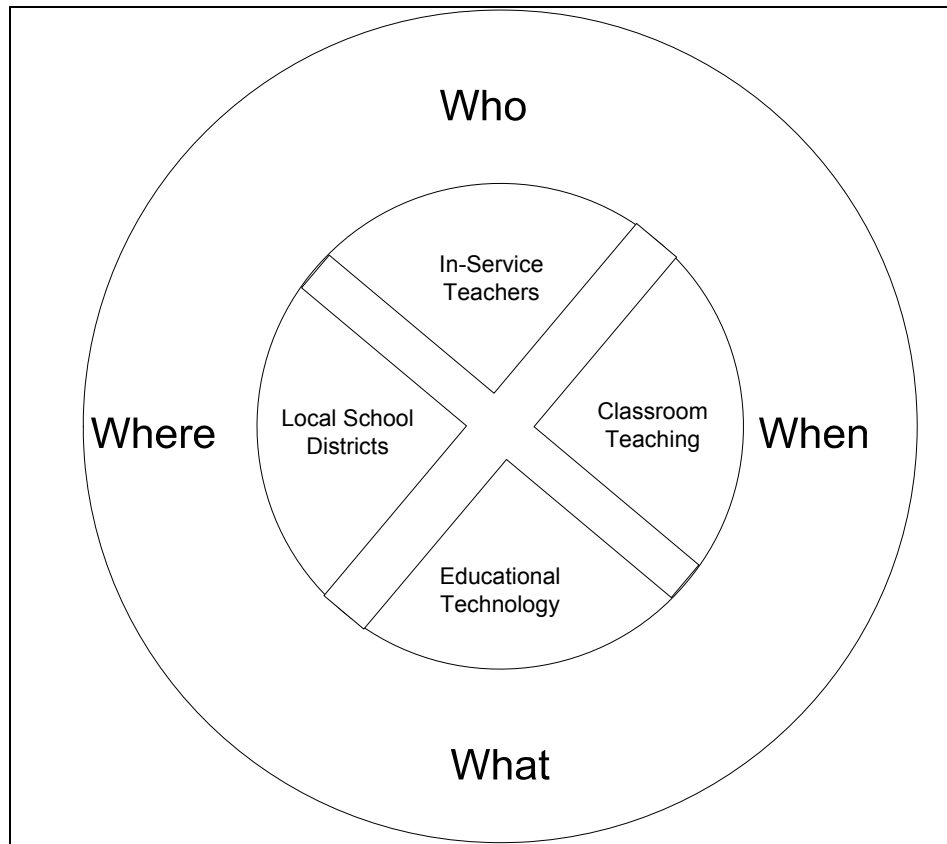 Who
In-Service
Teachers
Where
Local School
Districts
Classroom
Teaching
When
Educational
Technology
What